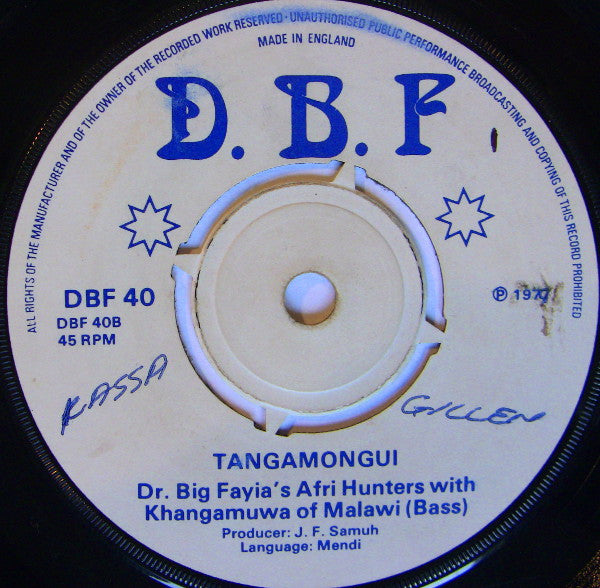 ALL RIGHTS OF THE MANUFACTURER AND OF THE OWNER OF THE RECORDED WORK RESERVED · UNAUTHORISED PUBLIC PERFORMANCE BROADCASTING AND COPYING OF THIS RECORD PROHIBITED
MADE IN ENGLAND
D. B. F
DBF 40
DBF 40B
45 RPM
℗ 1977
KASSA
GILLEN
TANGAMONGUI
Dr. Big Fayia's Afri Hunters with
Khangamuwa of Malawi (Bass)
Producer: J. F. Samuh
Language: Mendi